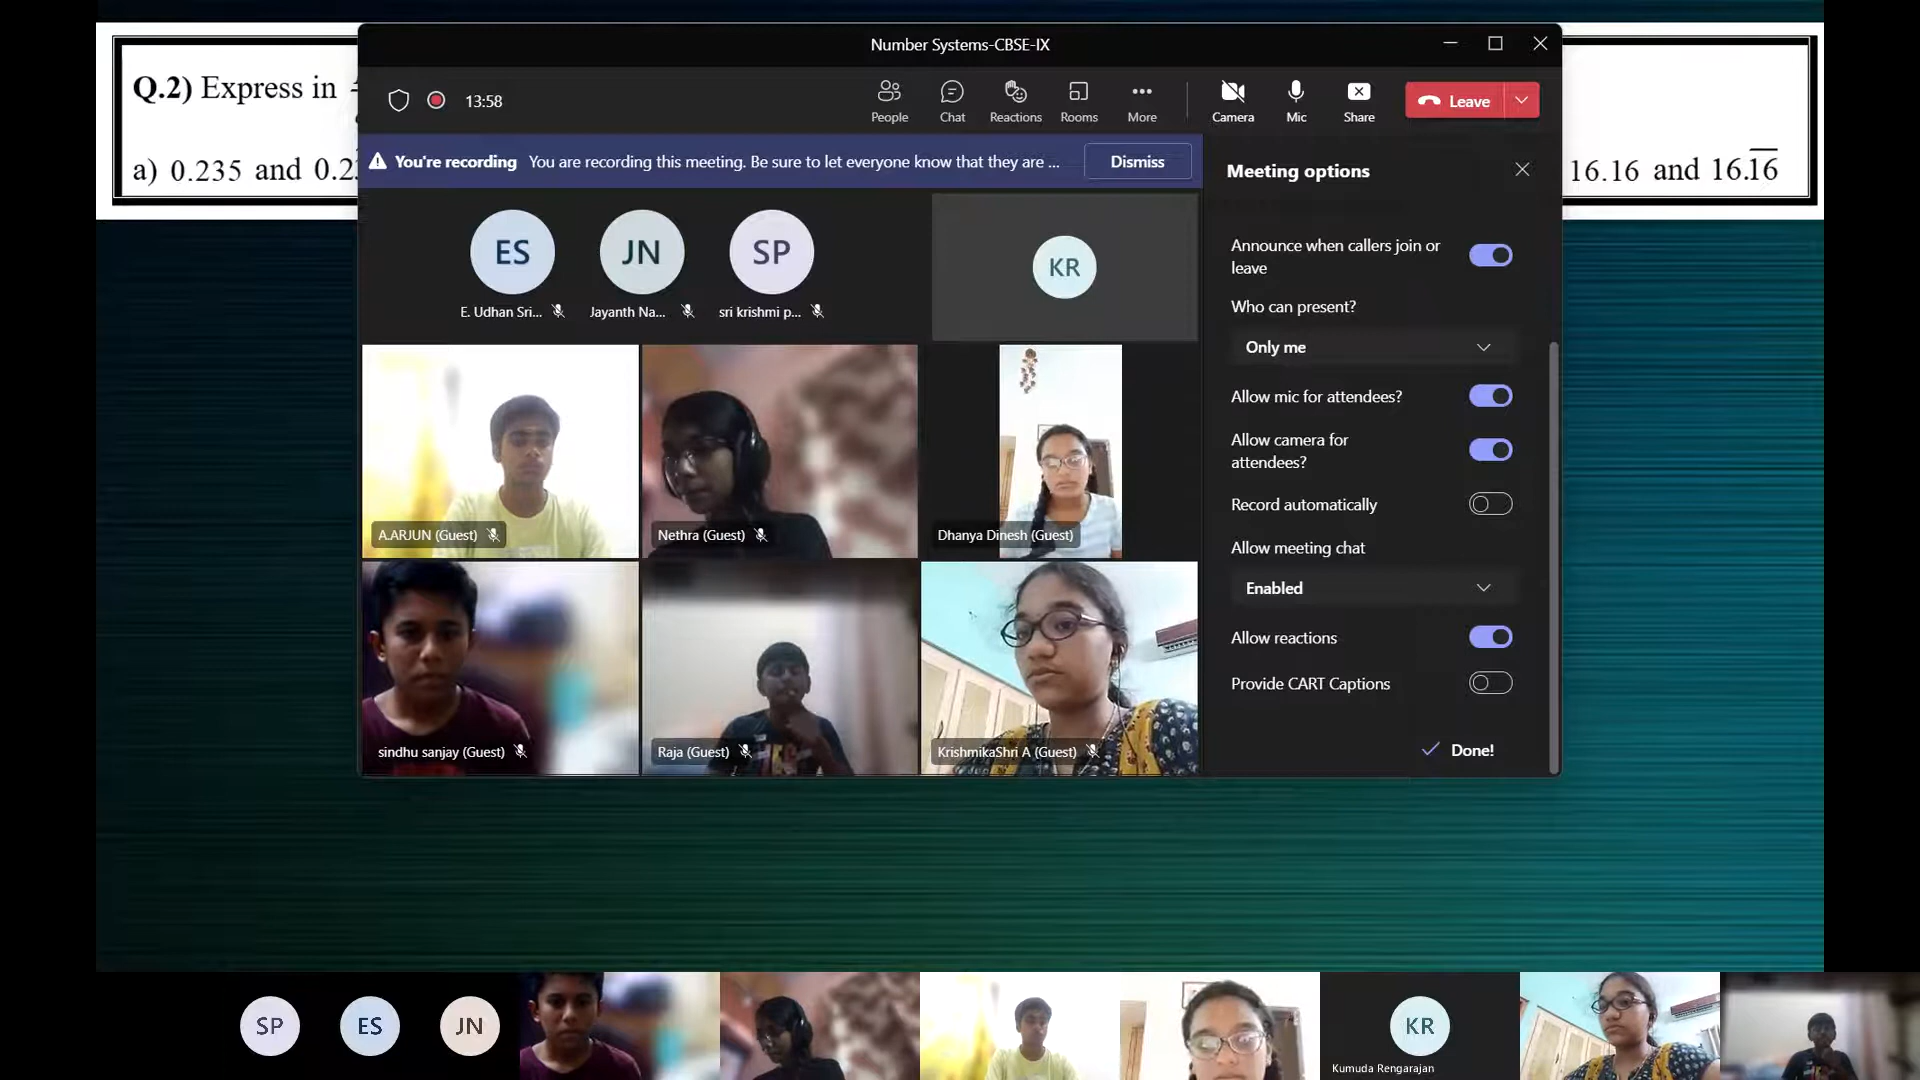 Number Systems-CBSE-IX
Q.2) Express in
a) 0.235 and 0.2
16.16 and 16.1̅6̅
13:58
People
Chat
Reactions
Rooms
More
Camera
Mic
Share
Leave
You're recording You are recording this meeting. Be sure to let everyone know that they are ...
Dismiss
ES
JN
SP
KR
E. Udhan Sri...
Jayanth Na...
sri krishmi p...
A.ARJUN (Guest)
Nethra (Guest)
Dhanya Dinesh (Guest)
sindhu sanjay (Guest)
Raja (Guest)
KrishmikaShri A (Guest)
Meeting options
Announce when callers join or
leave
Who can present?
Only me
Allow mic for attendees?
Allow camera for
attendees?
Record automatically
Allow meeting chat
Enabled
Allow reactions
Provide CART Captions
Done!
SP
ES
JN
KR
Kumuda Rengarajan